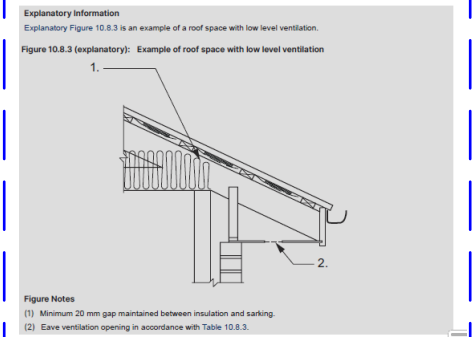 Explanatory Information
Explanatory Figure 10.8.3 is an example of a roof space with low level ventilation.
Figure 10.8.3 (explanatory): Example of roof space with low level ventilation
1.
2.
Figure Notes
(1) Minimum 20 mm gap maintained between insulation and sarking.
(2) Eave ventilation opening in accordance with Table 10.8.3.